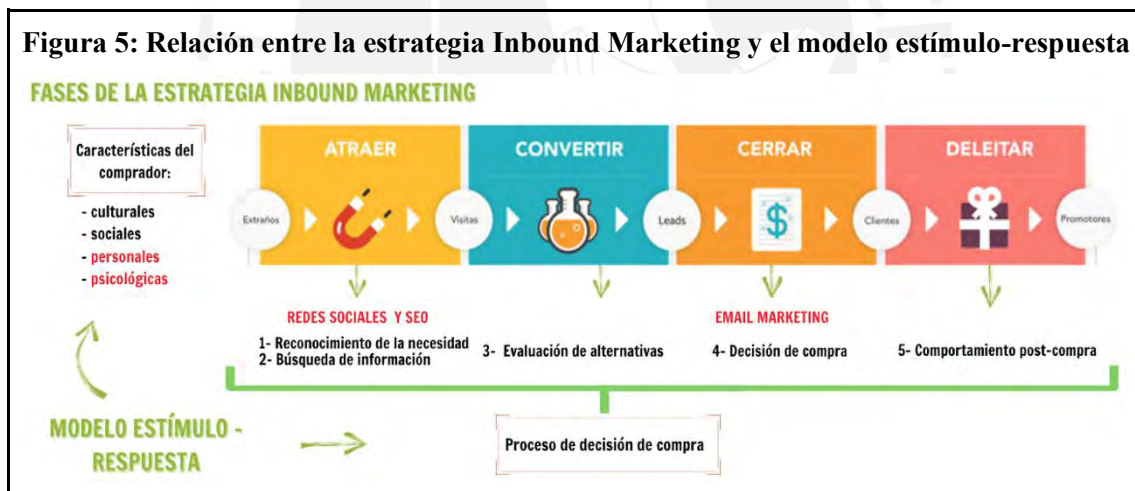 Figura 5: Relación entre la estrategia Inbound Marketing y el modelo estímulo-respuesta
FASES DE LA ESTRATEGIA INBOUND MARKETING
Características del
comprador:
- culturales
- sociales
- personales
- psicológicas
ATRAER
CONVERTIR
CERRAR
DELEITAR
Extraños
Visitas
Leads
Clientes
Promotores
REDES SOCIALES Y SEO
1- Reconocimiento de la necesidad
2- Búsqueda de información
3- Evaluación de alternativas
EMAIL MARKETING
4- Decisión de compra
5- Comportamiento post-compra
MODELO ESTÍMULO -
RESPUESTA
Proceso de decisión de compra